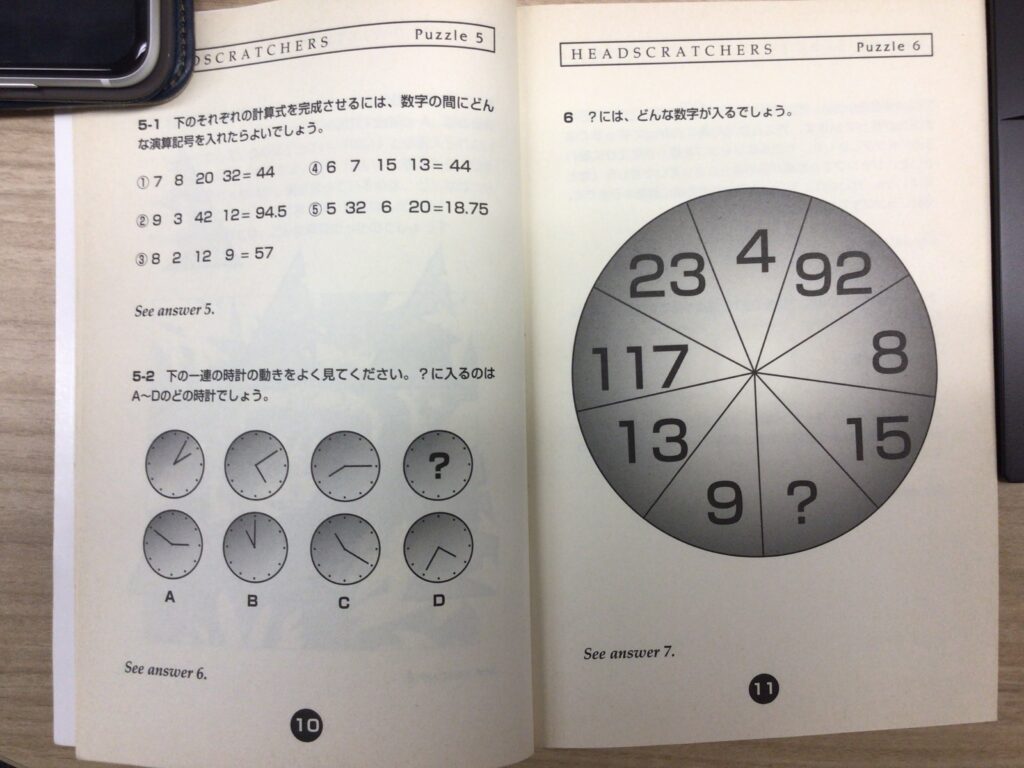 DSCRATCHERS Puzzle 5
5-1 下のそれぞれの計算式を完成させるには、数字の間にどん
な演算記号を入れたらよいでしょう。
①7 8 20 32= 44 ④6 7 15 13= 44
②9 3 42 12= 94.5 ⑤5 32 6 20=18.75
③8 2 12 9 = 57
See answer 5.
5-2 下の一連の時計の動きをよく見てください。?に入るのは
A〜Dのどの時計でしょう。
?
A B C D
See answer 6.
10
HEADSCRATCHERS Puzzle 6
6 ?には、どんな数字が入るでしょう。
23 4 92
117 8
13 15
9 ?
See answer 7.
11